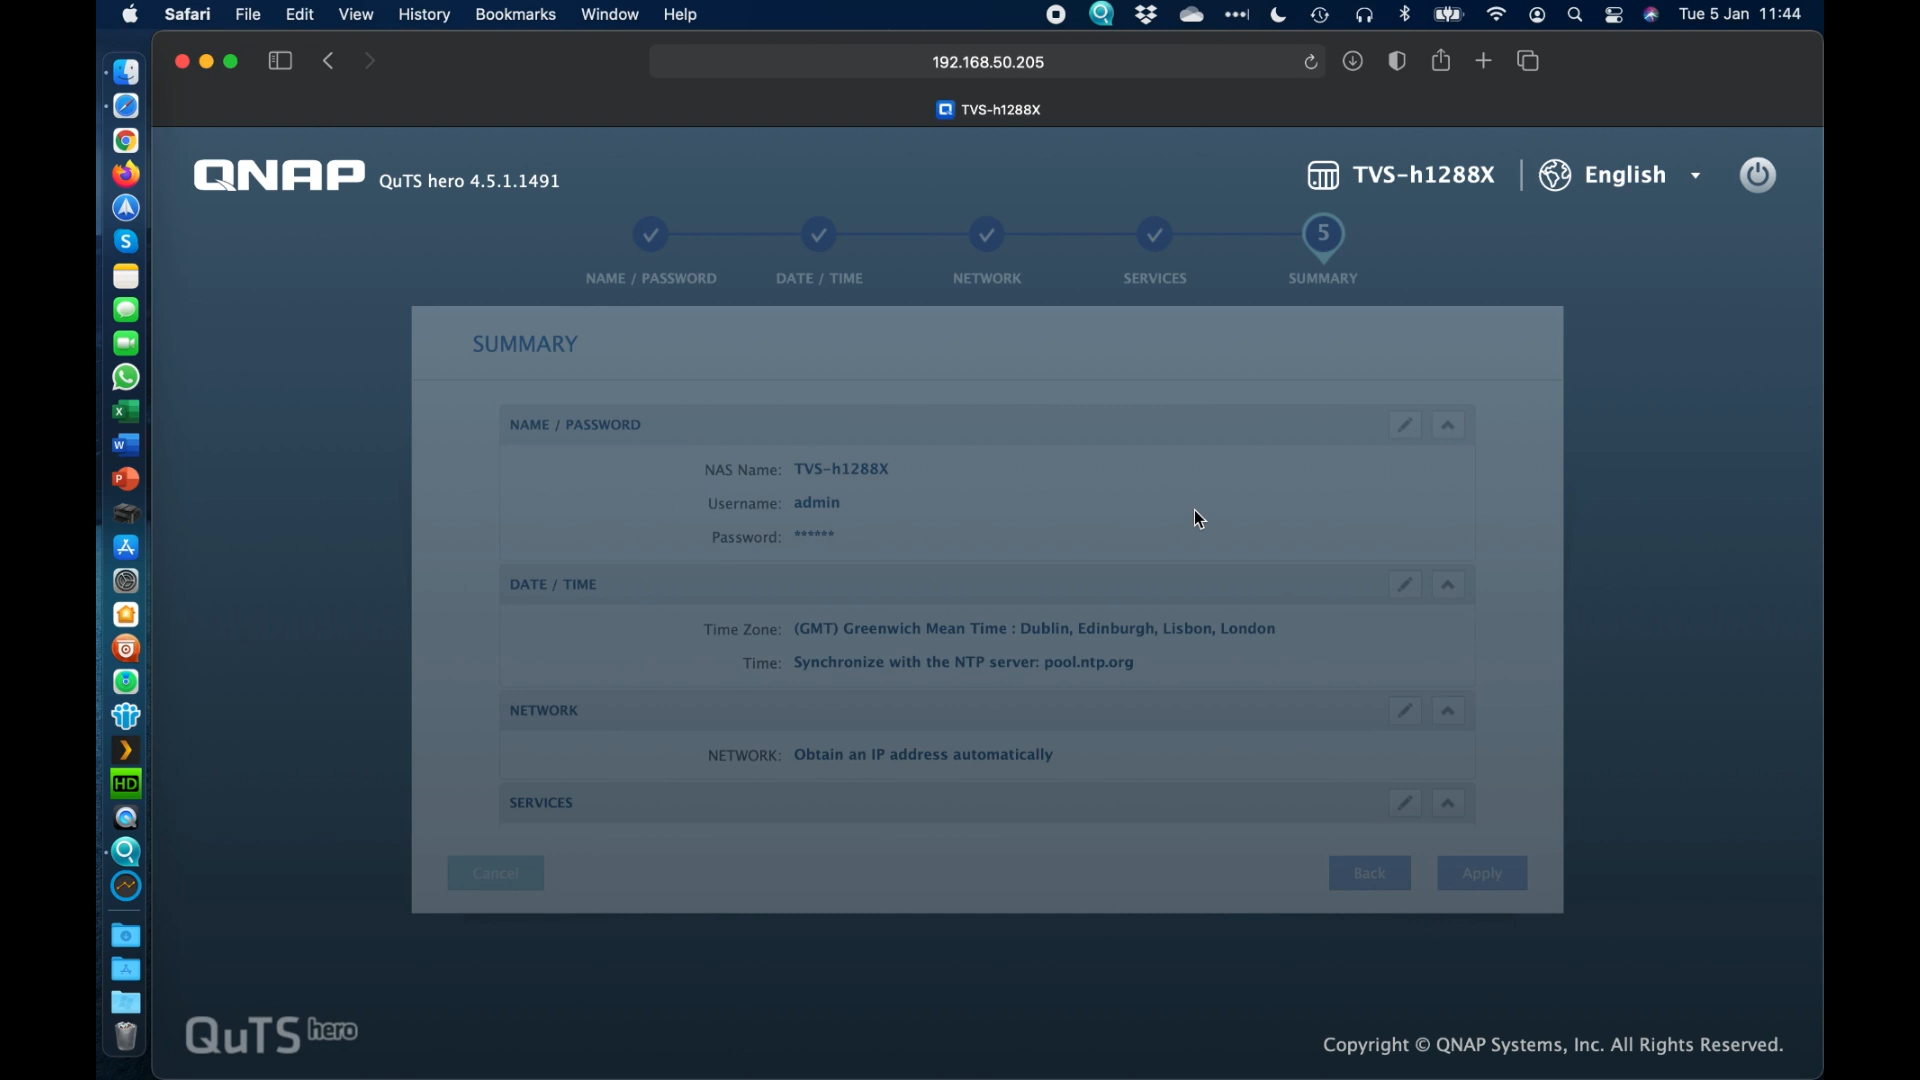 Safari File Edit View History Bookmarks Window Help Tue 5 Jan 11:44
192.168.50.205
TVS-h1288X
QNAP QuTS hero 4.5.1.1491 TVS-h1288X English
5
NAME / PASSWORD DATE / TIME NETWORK SERVICES SUMMARY
SUMMARY
NAME / PASSWORD
NAS Name: TVS-h1288X
Username: admin
Password: ******
DATE / TIME
Time Zone: (GMT) Greenwich Mean Time : Dublin, Edinburgh, Lisbon, London
Time: Synchronize with the NTP server: pool.ntp.org
NETWORK
NETWORK: Obtain an IP address automatically
SERVICES
Cancel Back Apply
QuTS hero
Copyright © QNAP Systems, Inc. All Rights Reserved.
S
X
W
P
HD